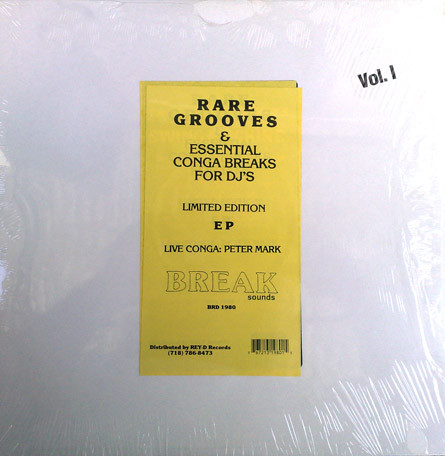 Vol. I
RARE
GROOVES
&
ESSENTIAL
CONGA BREAKS
FOR DJ'S
LIMITED EDITION
EP
LIVE CONGA: PETER MARK
BREAK
sounds
BRD 1980
Distributed by RET-D Records
(718) 786-8473